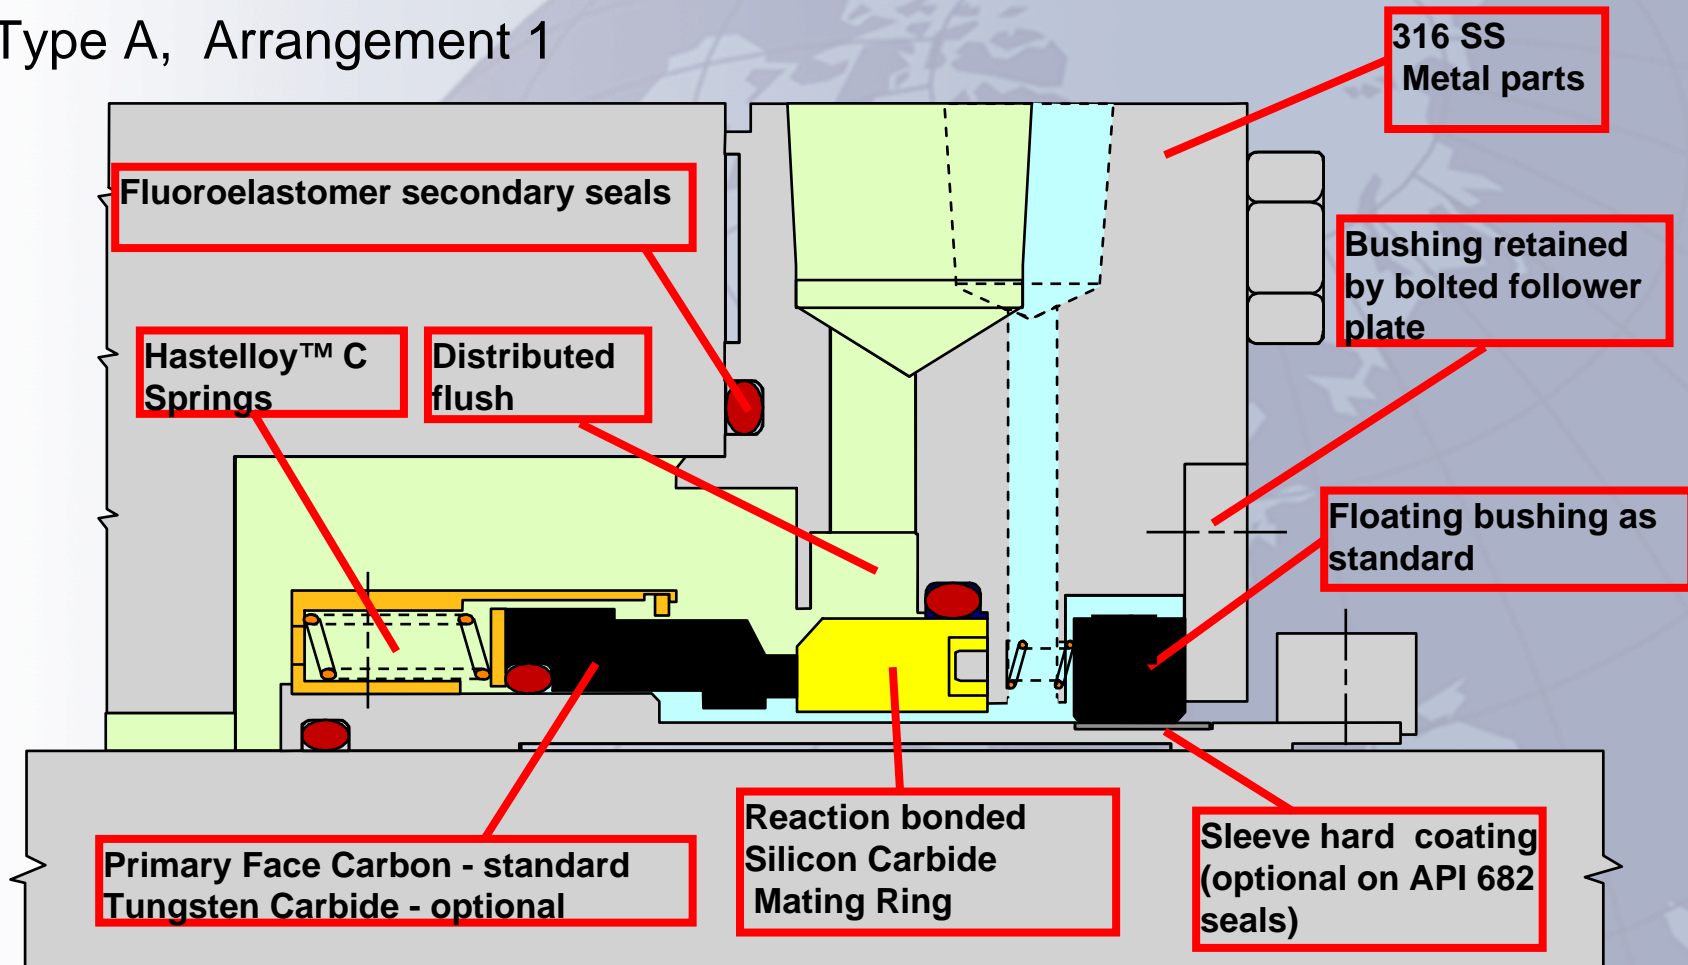 Type A, Arrangement 1
316 SS
Metal parts
Fluoroelastomer secondary seals
Bushing retained
by bolted follower
plate
Hastelloy™ C
Springs
Distributed
flush
Floating bushing as
standard
Primary Face Carbon - standard
Tungsten Carbide - optional
Reaction bonded
Silicon Carbide
Mating Ring
Sleeve hard coating
(optional on API 682
seals)